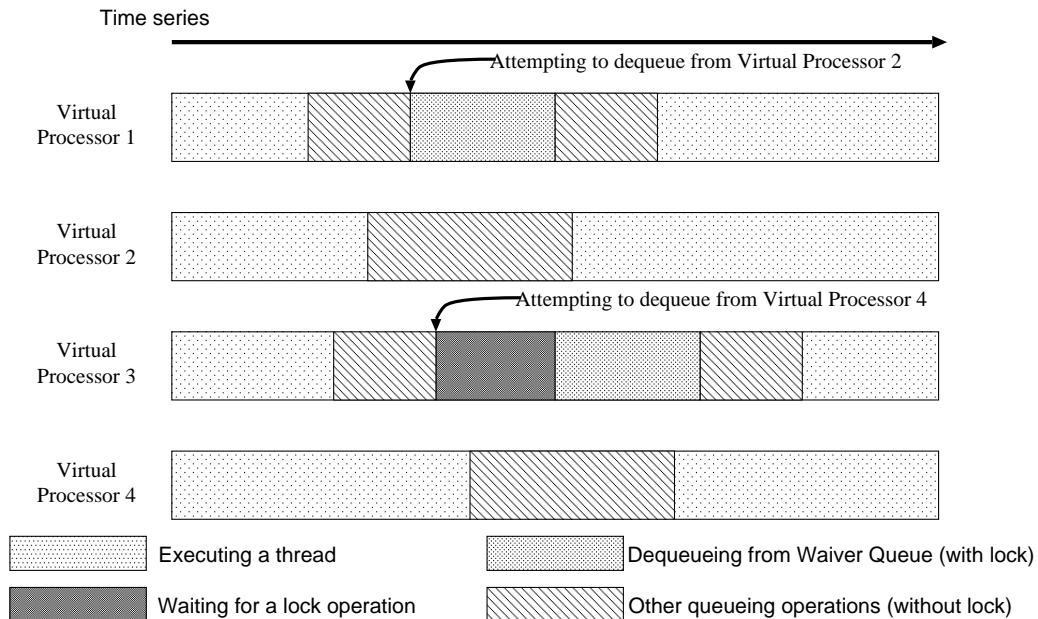 Time series
Attempting to dequeue from Virtual Processor 2
Virtual
Processor 1
Virtual
Processor 2
Attempting to dequeue from Virtual Processor 4
Virtual
Processor 3
Virtual
Processor 4
Executing a thread
Dequeueing from Waiver Queue (with lock)
Waiting for a lock operation
Other queueing operations (without lock)